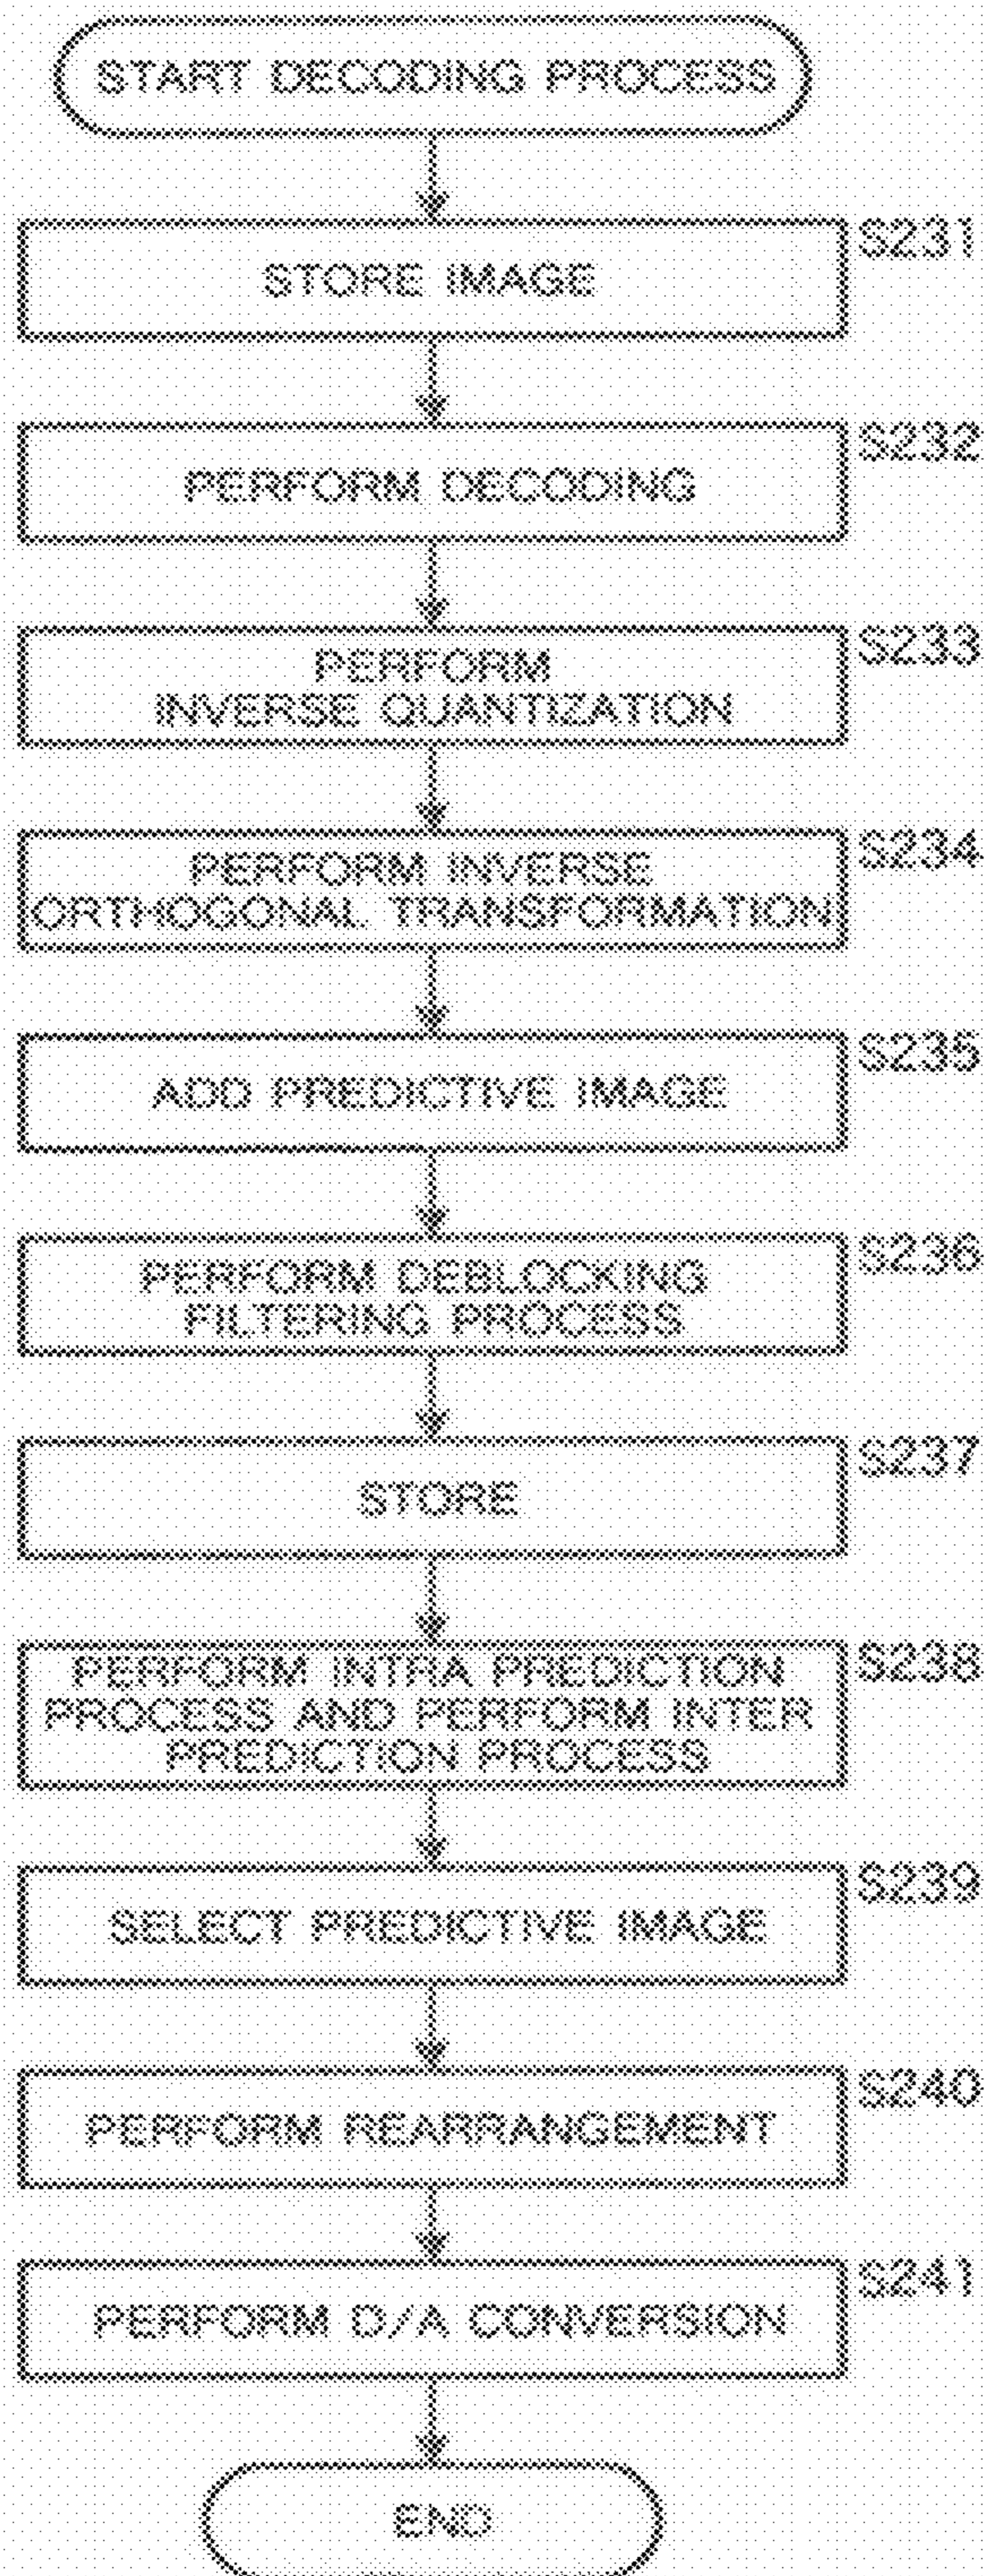 START DECODING PROCESS
S231
STORE IMAGE
S232
PERFORM DECODING
S233
PERFORM
INVERSE QUANTIZATION
S234
PERFORM INVERSE
ORTHOGONAL TRANSFORMATION
S235
ADD PREDICTIVE IMAGE
S236
PERFORM DEBLOCKING
FILTERING PROCESS
S237
STORE
S238
PERFORM INTRA PREDICTION
PROCESS AND PERFORM INTER
PREDICTION PROCESS
S239
SELECT PREDICTIVE IMAGE
S240
PERFORM REARRANGEMENT
S241
PERFORM D/A CONVERSION
END